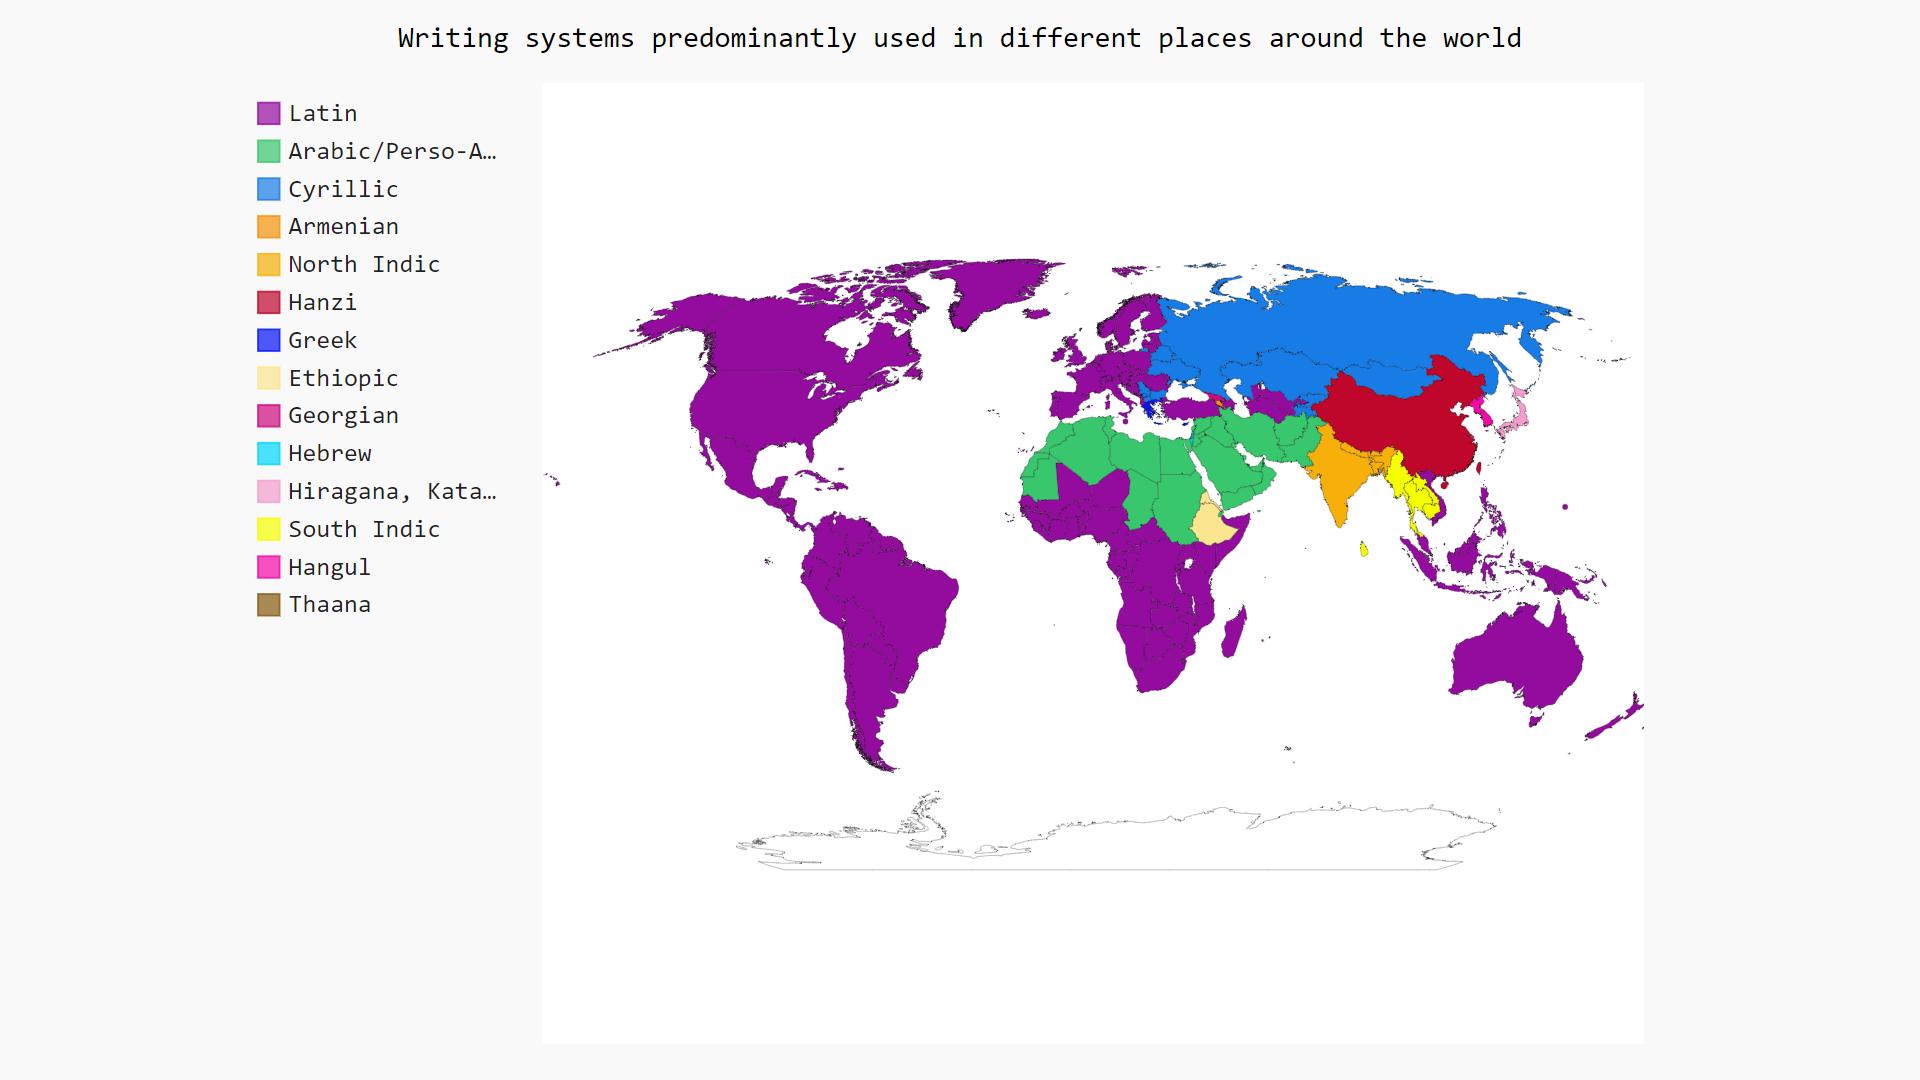 Writing systems predominantly used in different places around the world
Latin
Arabic/Perso-A…
Cyrillic
Armenian
North Indic
Hanzi
Greek
Ethiopic
Georgian
Hebrew
Hiragana, Kata…
South Indic
Hangul
Thaana